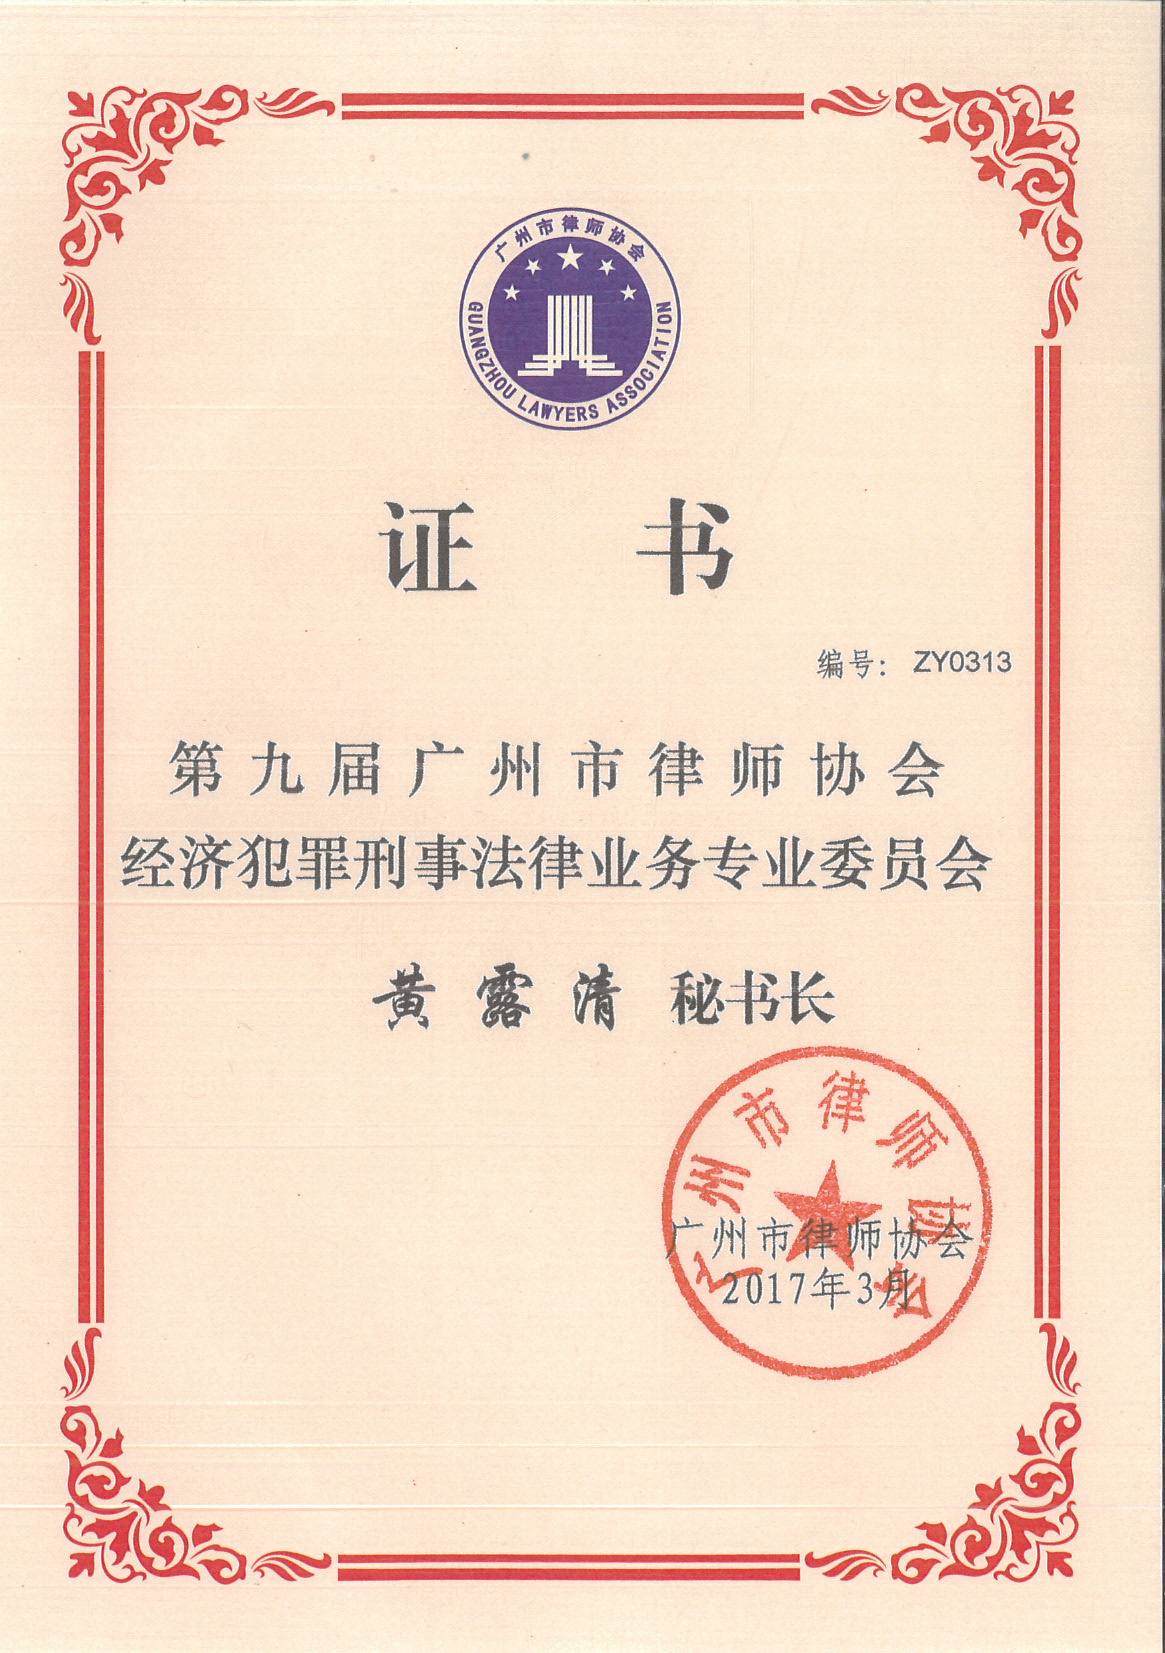 广州市律师协会
GUANGZHOU LAWYERS ASSOCIATION
证 书
编号: ZY0313
第九届广州市律师协会
经济犯罪刑事法律业务专业委员会
黄露清 秘书长
广州市律师协会
广州市律师协会
2017年3月